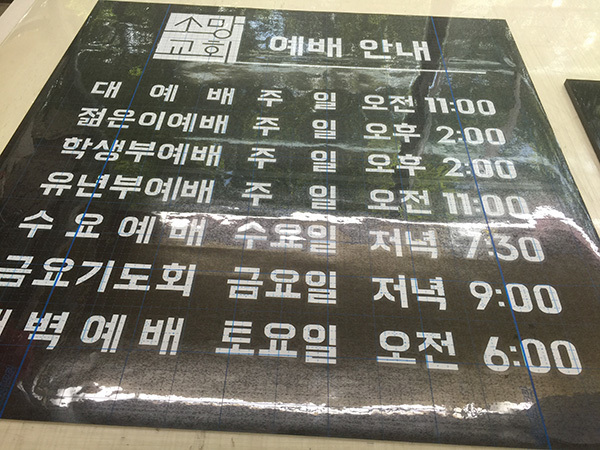 소망
교회
예배 안내
대 예 배 주 일 오전 11:00
젊은이예배 주 일 오후 2:00
학생부예배 주 일 오후 2:00
유년부예배 주 일 오전 11:00
수 요 예 배 수요일 저녁 7:30
금요기도회 금요일 저녁 9:00
새 벽 예 배 토요일 오전 6:00